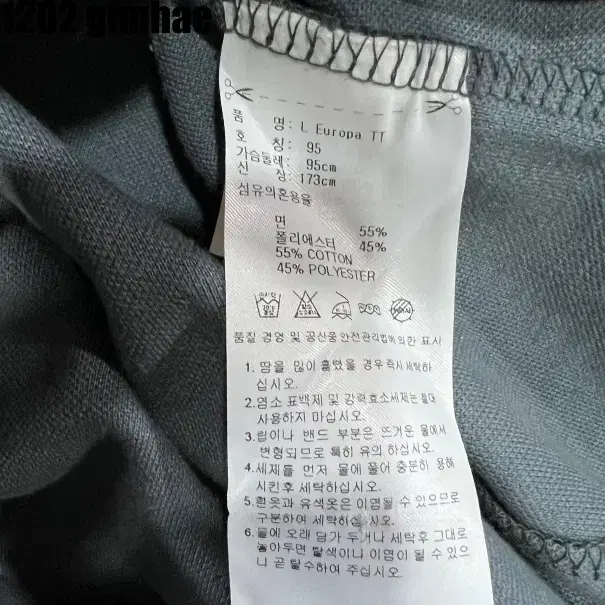 f202 gfmhae
품 명 : L Europa TT
호 칭 : 95
가슴둘레 : 95cm
신 장 : 173cm
섬유의혼용율
면 55%
폴리에스터 45%
55% COTTON
45% POLYESTER
품질 경영 및 공산품안전관리법에의한 표시
1. 땀을 많이 흘렸을 경우 즉시 세탁하
십시오.
2. 염소 표백제 및 강력효소세제는 절대
사용하지 마십시오.
3. 립이나 밴드 부분은 뜨거운 물에서
변형되므로 특히 유의 하십시오.
4. 세제를 먼저 물에 풀어 충분히 용해
시킨후 세탁하십시오.
5. 흰옷과 유색옷은 이염될 수 있으므로
구분하여 세탁하십시오.
6. 물에 오래 담가 두거나 세탁후 그대로
놓아두면 탈색이나 이염이 될 수 있으
니 곧 탈수하여 주십시오.